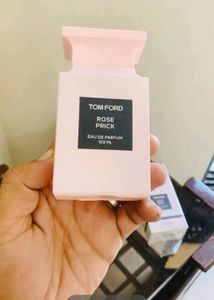 TOM FORD
ROSE
PRICK
EAU DE PARFUM
100 ML